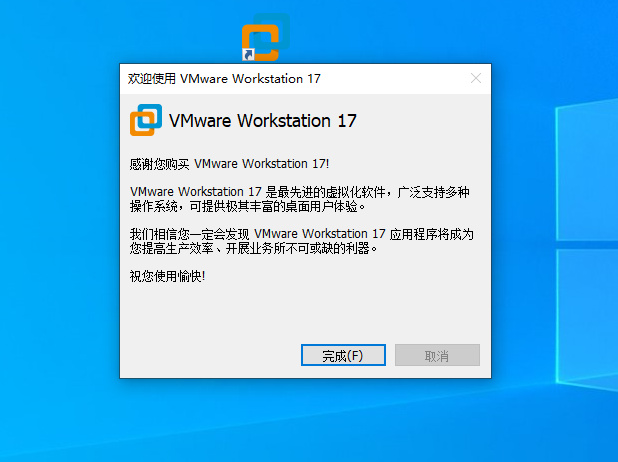 欢迎使用 VMware Workstation 17
VMware Workstation 17
感谢您购买 VMware Workstation 17!
VMware Workstation 17 是最先进的虚拟化软件，广泛支持多种
操作系统，可提供极其丰富的桌面用户体验。
我们相信您一定会发现 VMware Workstation 17 应用程序将成为
您提高生产效率、开展业务所不可或缺的利器。
祝您使用愉快!
完成(F)
取消